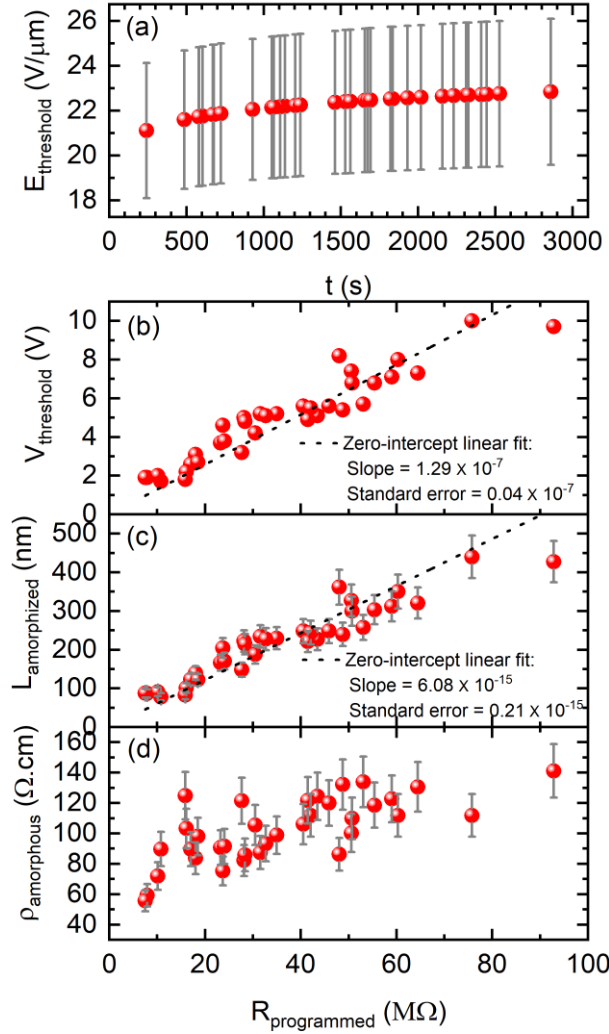 (a)
E_threshold (V/μm)
26
24
22
20
18
0 500 1000 1500 2000 2500 3000
t (s)
(b)
V_threshold (V)
10
8
6
4
2
0
Zero-intercept linear fit:
Slope = 1.29 X 10⁻⁷
Standard error = 0.04 X 10⁻⁷
(c)
L_amorphized (nm)
500
400
300
200
100
0
Zero-intercept linear fit:
Slope = 6.08 X 10⁻¹⁵
Standard error = 0.21 X 10⁻¹⁵
(d)
ρ_amorphous (Ω.cm)
160
140
120
100
80
60
40
0 20 40 60 80 100
R_programmed (MΩ)